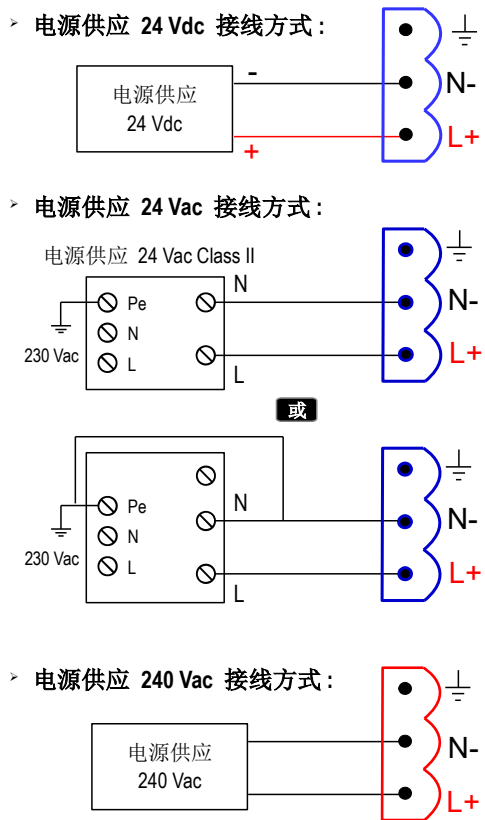 电源供应 24 Vdc 接线方式 :
电源供应
24 Vdc
-
+
N-
L+
电源供应 24 Vac 接线方式 :
电源供应 24 Vac Class II
Pe
N
L
230 Vac
N
L
N-
L+
或
Pe
N
L
230 Vac
N
L
N-
L+
电源供应 240 Vac 接线方式 :
电源供应
240 Vac
N-
L+